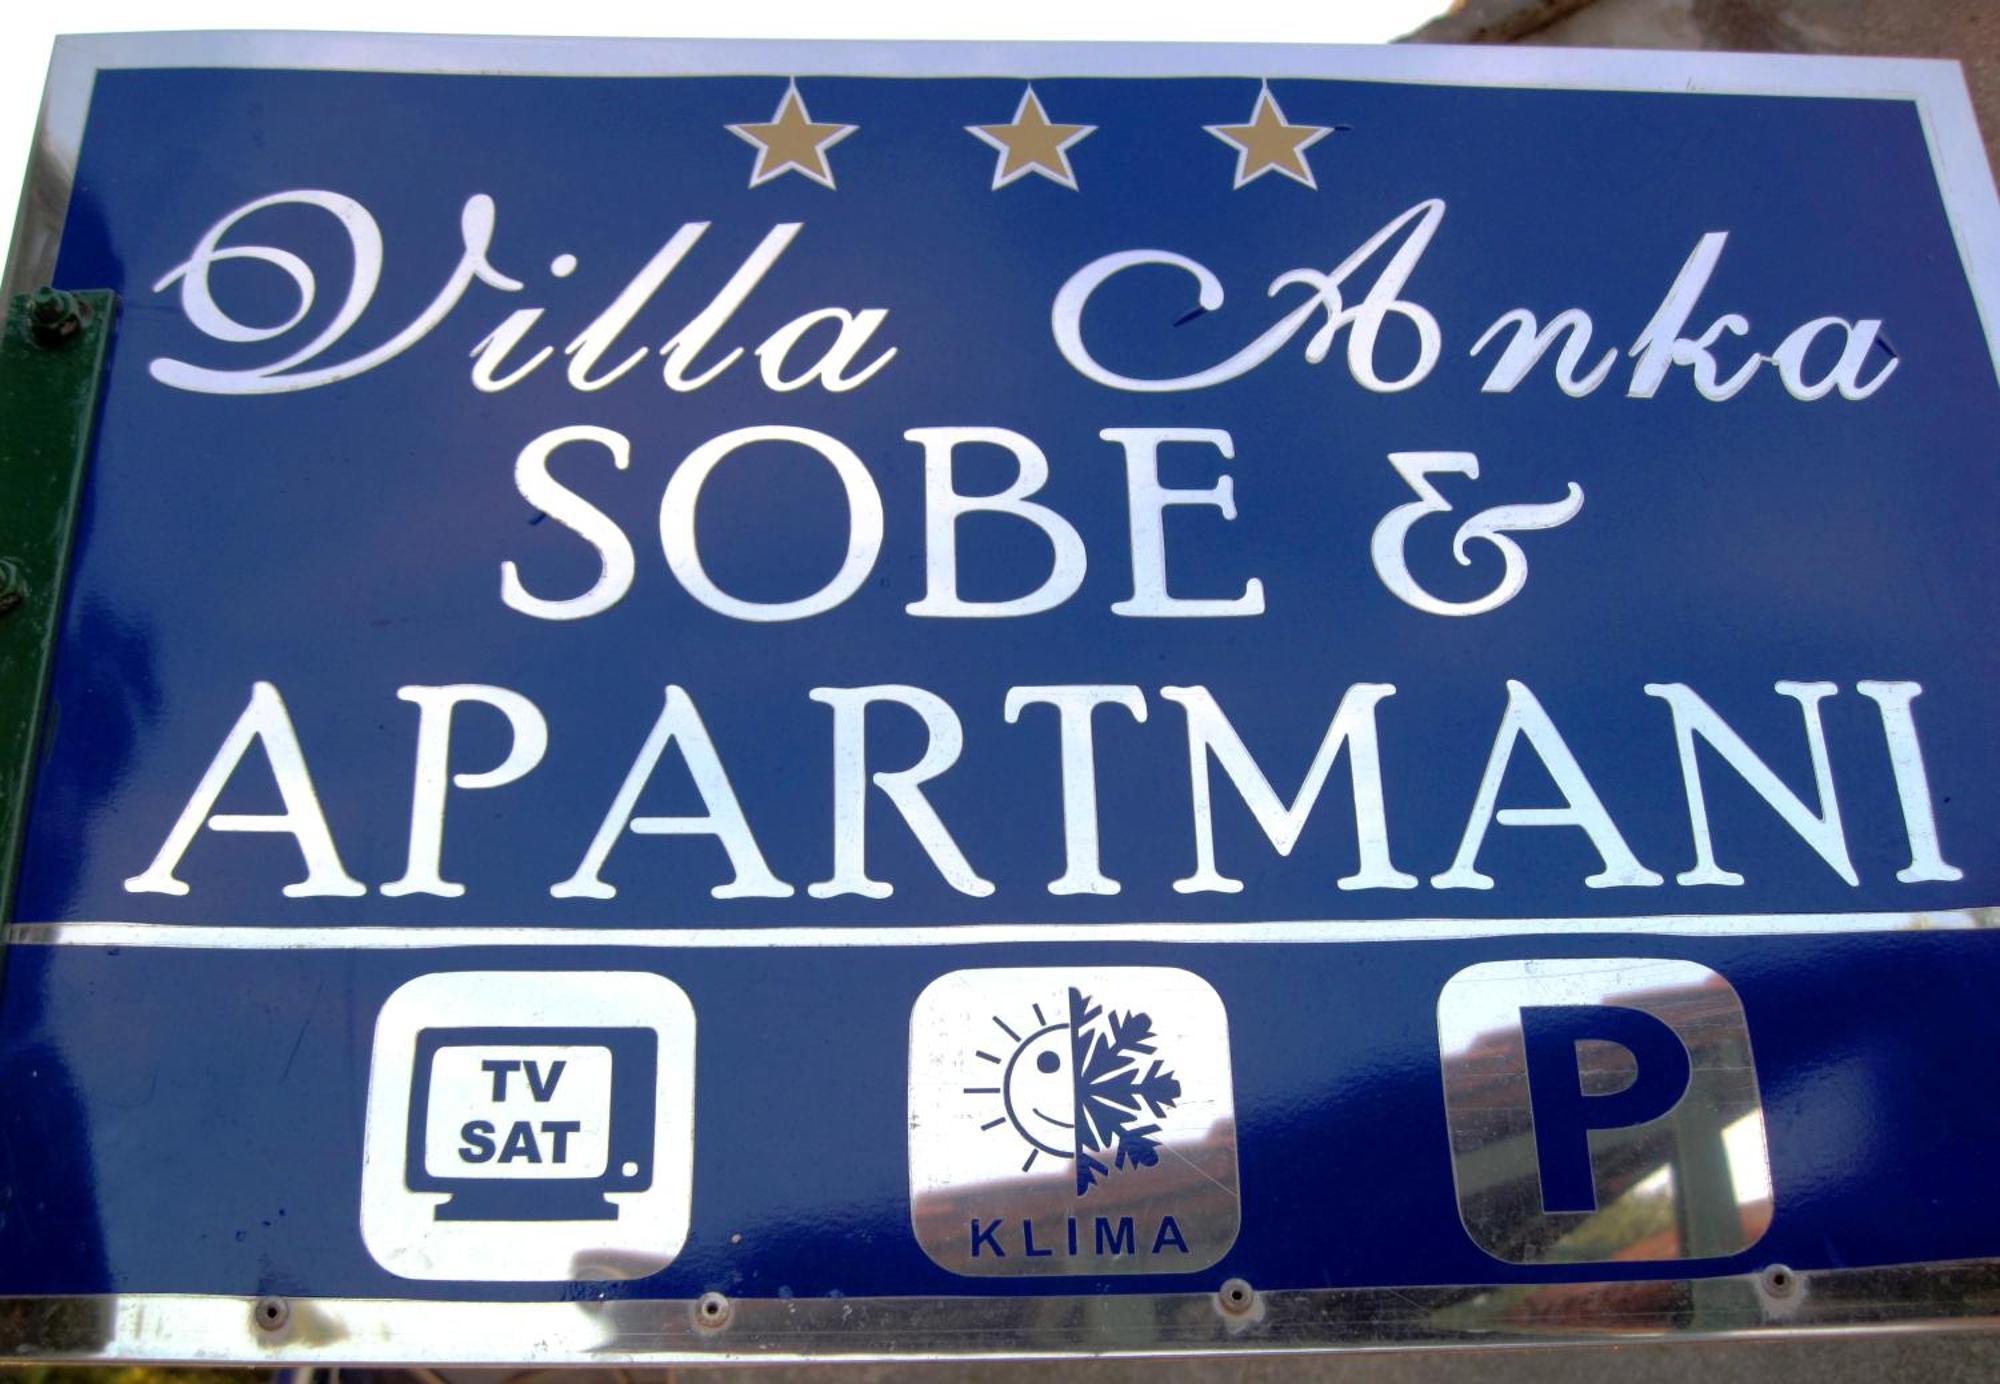 Villa Anka
SOBE &
APARTMANI
TV
SAT
KLIMA
P